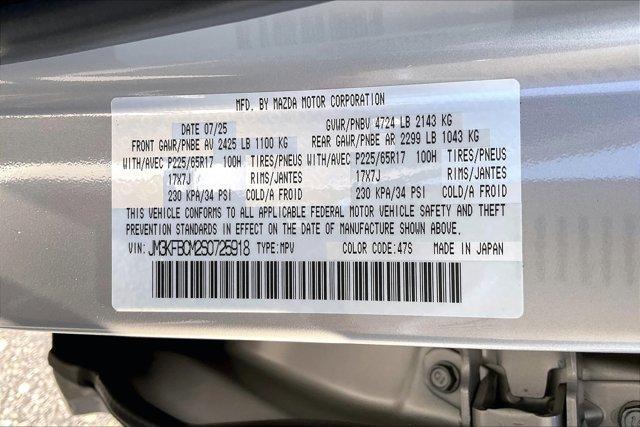 MFD. BY MAZDA MOTOR CORPORATION
DATE 07/25 GVWR/PNBV 4724 LB 2143 KG
FRONT GAWR/PNBE AV 2425 LB 1100 KG REAR GAWR/PNBE AR 2299 LB 1043 KG
WITH/AVEC P225/65R17 100H TIRES/PNEUS WITH/AVEC P225/65R17 100H TIRES/PNEUS
17X7J RIMS/JANTES 17X7J RIMS/JANTES
230 KPA/34 PSI COLD/A FROID 230 KPA/34 PSI COLD/A FROID
THIS VEHICLE CONFORMS TO ALL APPLICABLE FEDERAL MOTOR VEHICLE SAFETY AND THEFT
PREVENTION STANDARDS IN EFFECT ON THE DATE OF MANUFACTURE SHOWN ABOVE.
VIN: JM3KFBCM2S0725918 TYPE:MPV COLOR CODE:47S MADE IN JAPAN